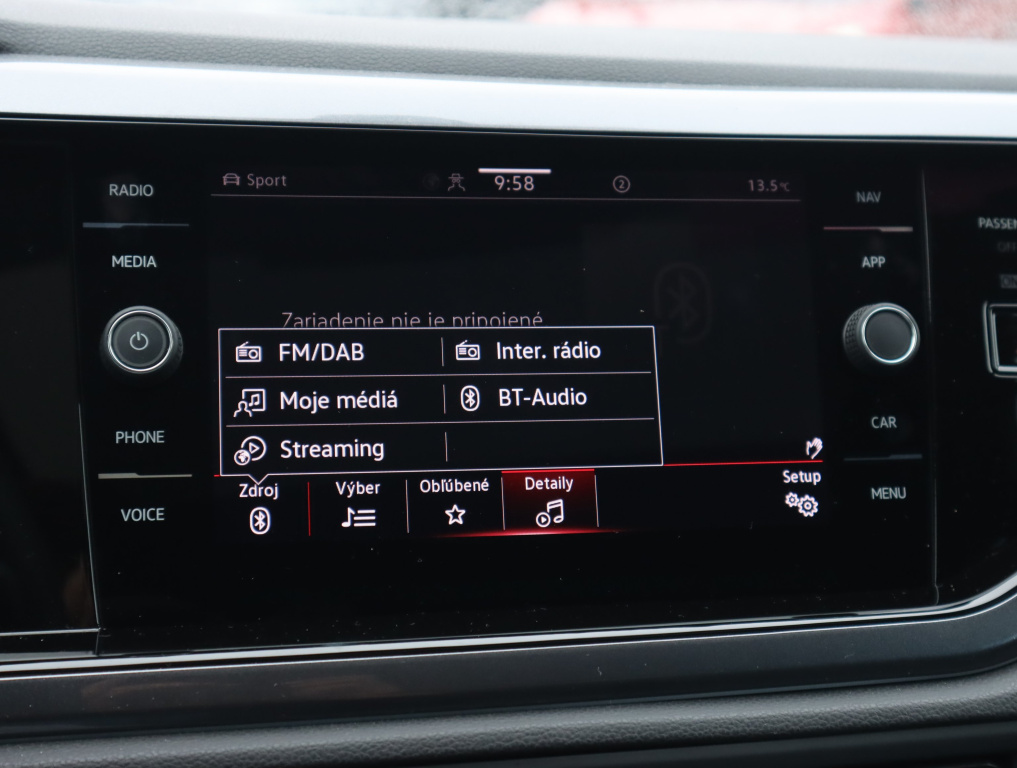 RADIO
MEDIA
PHONE
VOICE
Sport
9:58
2
13.5°C
Zariadenie nie je pripojené
FM/DAB
Inter. rádio
Moje médiá
BT-Audio
Streaming
Zdroj
Výber
Obľúbené
Detaily
Setup
NAV
APP
CAR
MENU